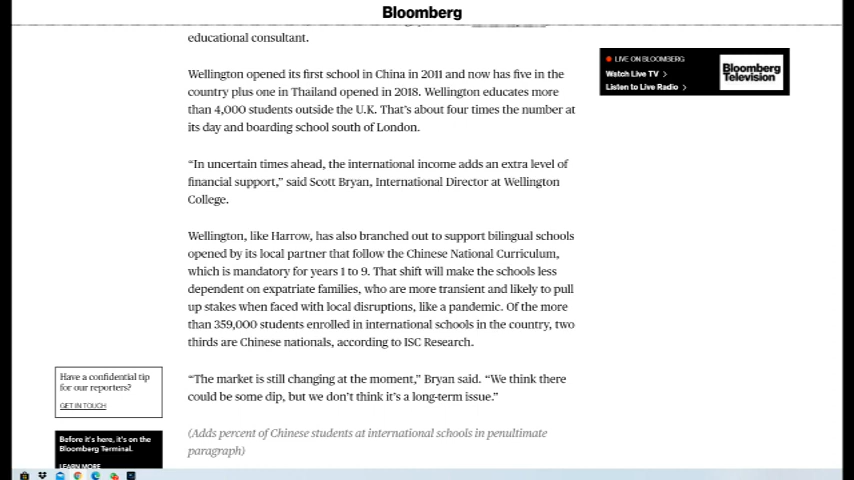 Bloomberg
educational consultant.
Wellington opened its first school in China in 2011 and now has five in the
country plus one in Thailand opened in 2018. Wellington educates more
than 4,000 students outside the U.K. That’s about four times the number at
its day and boarding school south of London.
“In uncertain times ahead, the international income adds an extra level of
financial support,” said Scott Bryan, International Director at Wellington
College.
Wellington, like Harrow, has also branched out to support bilingual schools
opened by its local partner that follow the Chinese National Curriculum,
which is mandatory for years 1 to 9. That shift will make the schools less
dependent on expatriate families, who are more transient and likely to pull
up stakes when faced with local disruptions, like a pandemic. Of the more
than 359,000 students enrolled in international schools in the country, two
thirds are Chinese nationals, according to ISC Research.
“The market is still changing at the moment,” Bryan said. “We think there
could be some dip, but we don’t think it’s a long-term issue.”
(Adds percent of Chinese students at international schools in penultimate
paragraph)
LIVE ON BLOOMBERG
Watch Live TV >
Listen to Live Radio >
Bloomberg
Television
Have a confidential tip
for our reporters?
GET IN TOUCH
Before it's here, it's on the
Bloomberg Terminal.
LEARN MORE